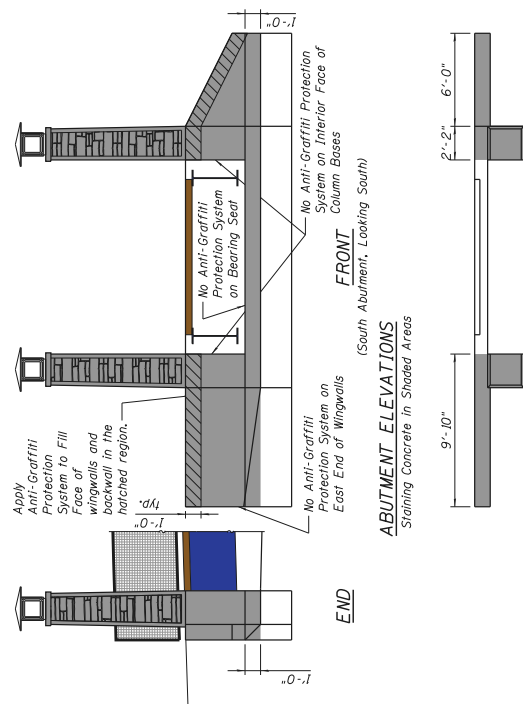 1'-0"
Apply
Anti-Graffiti
Protection
System to Fill
Face of
wingwalls and
backwall in the
hatched region.
1'-0"
typ.
No Anti-Graffiti
Protection System
on Bearing Seat
No Anti-Graffiti Protection
System on Interior Face of
Column Bases
No Anti-Graffiti
Protection System on
East End of Wingwalls
1'-0"
END
FRONT
(South Abutment, Looking South)
ABUTMENT ELEVATIONS
Staining Concrete in Shaded Areas
9'-10"
2'-2"
6'-0"